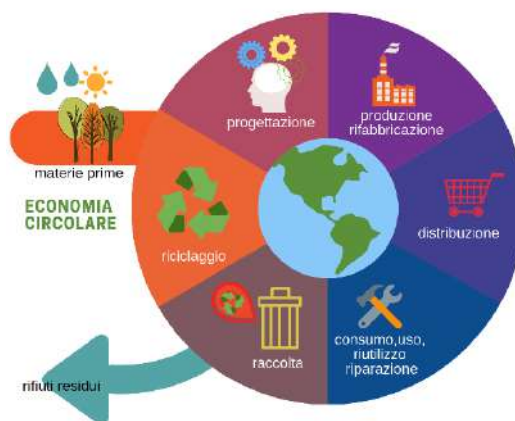 progettazione
produzione
rifabbricazione
materie prime
ECONOMIA
CIRCOLARE
distribuzione
riciclaggio
consumo,uso,
riutilizzo
riparazione
raccolta
rifiuti residui